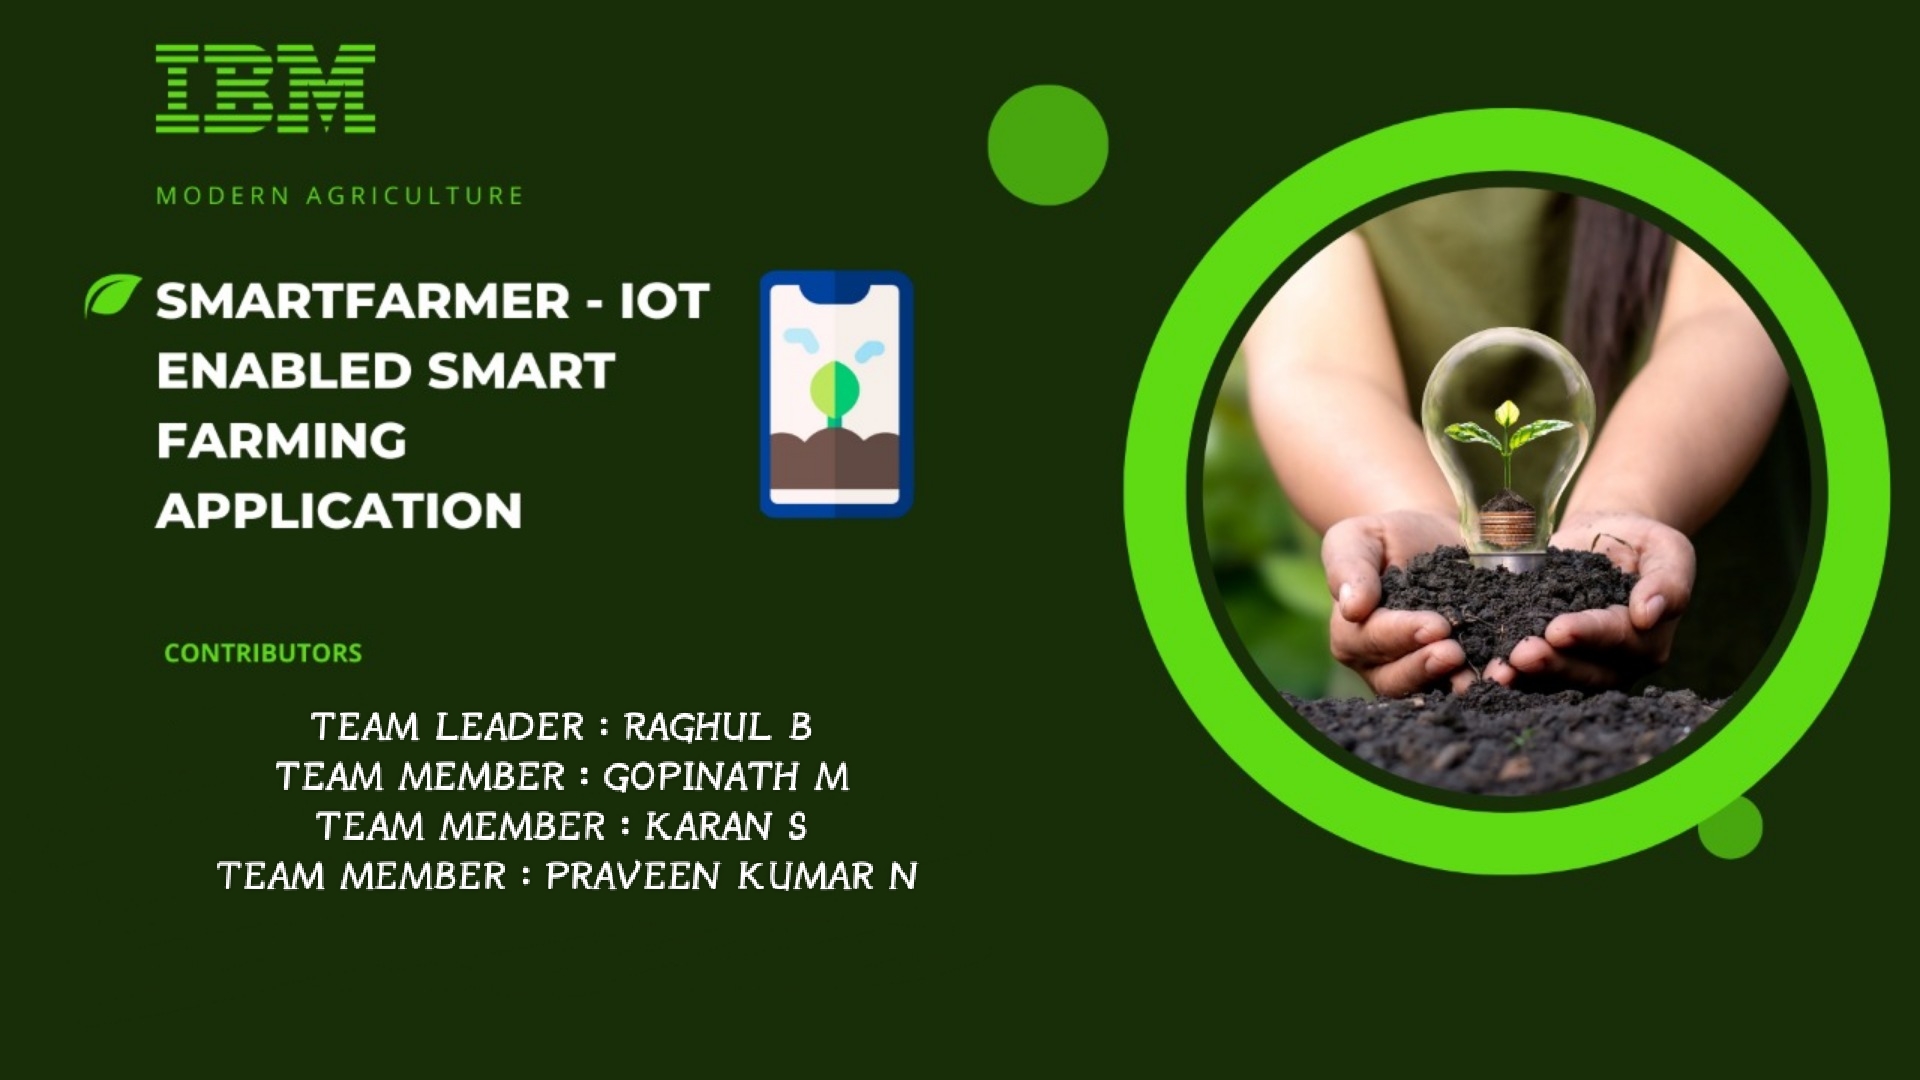 IBM
MODERN AGRICULTURE
SMARTFARMER - IOT
ENABLED SMART
FARMING
APPLICATION
CONTRIBUTORS
TEAM LEADER : RAGHUL B
TEAM MEMBER : GOPINATH M
TEAM MEMBER : KARAN S
TEAM MEMBER : PRAVEEN KUMAR N